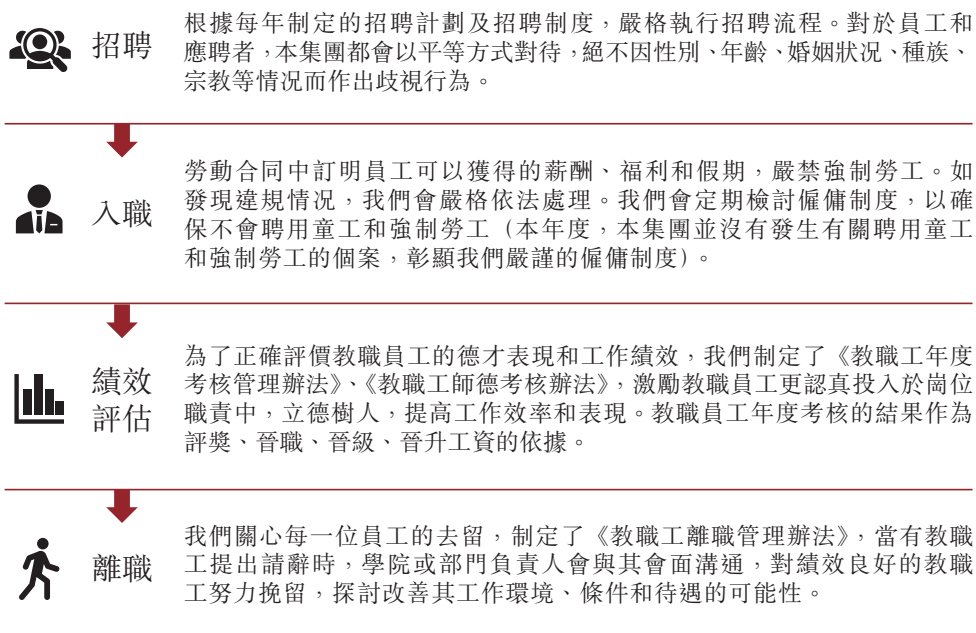 招聘
根據每年制定的招聘計劃及招聘制度，嚴格執行招聘流程。對於員工和
應聘者，本集團都會以平等方式對待，絕不因性別、年齡、婚姻狀况、種族、
宗教等情况而作出歧視行為。
入職
勞動合同中訂明員工可以獲得的薪酬、福利和假期，嚴禁強制勞工。如
發現違規情况，我們會嚴格依法處理。我們會定期檢討僱傭制度，以確
保不會聘用童工和強制勞工（本年度，本集團並沒有發生有關聘用童工
和強制勞工的個案，彰顯我們嚴謹的僱傭制度）。
績效
評估
為了正確評價教職員工的德才表現和工作績效，我們制定了《教職工年度
考核管理辦法》、《教職工師德考核辦法》，激勵教職員工更認真投入於崗位
職責中，立德樹人，提高工作效率和表現。教職員工年度考核的結果作為
評獎、晉職、晉級、晉升工資的依據。
離職
我們關心每一位員工的去留，制定了《教職工離職管理辦法》，當有教職
工提出請辭時，學院或部門負責人會與其會面溝通，對績效良好的教職
工努力挽留，探討改善其工作環境、條件和待遇的可能性。